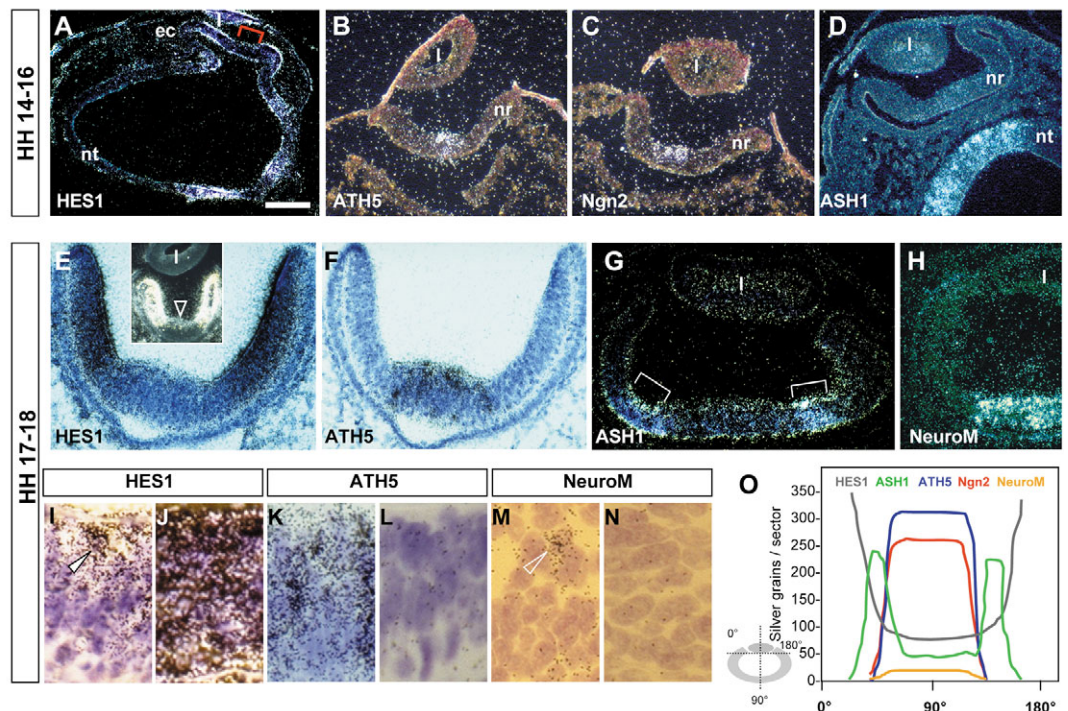 HH 14-16
A
ec
nt
HES1
B
l
nr
ATH5
C
l
nr
Ngn2
D
l
nr
nt
ASH1
HH 17-18
E
l
HES1
F
ATH5
G
l
ASH1
H
l
NeuroM
HES1
ATH5
NeuroM
I
J
K
L
M
N
O
HES1 ASH1 ATH5 Ngn2 NeuroM
Silver grains / sector
350
300
250
200
150
100
50
0
0° 90° 180°
0°
180°
90°